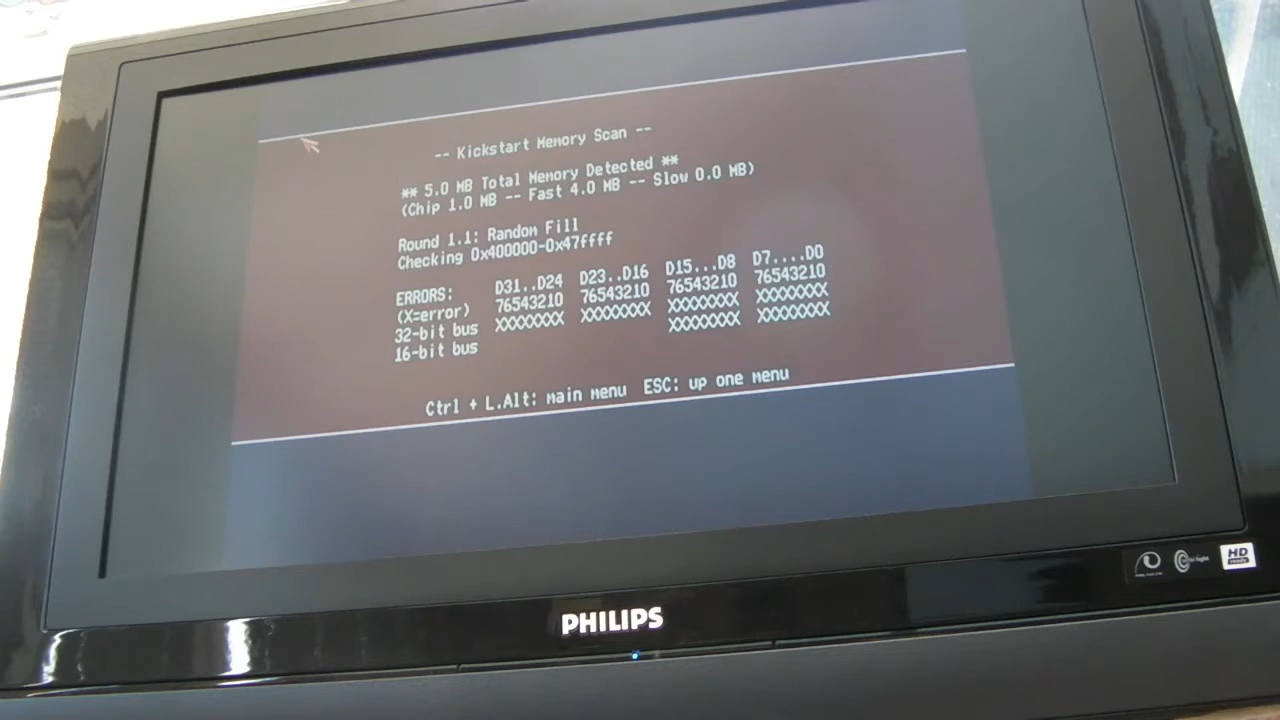 -- Kickstart Memory Scan --
** 5.0 MB Total Memory Detected **
(Chip 1.0 MB -- Fast 4.0 MB -- Slow 0.0 MB)
Round 1.1: Random Fill
Checking 0x400000-0x47ffff
ERRORS: D31..D24 D23..D16 D15...D8 D7....D0
(X=error) 76543210 76543210 76543210 76543210
32-bit bus XXXXXXXX XXXXXXXX XXXXXXXX XXXXXXXX
16-bit bus XXXXXXXX XXXXXXXX
Ctrl + L.Alt: main menu ESC: up one menu
PHILIPS
HD
ready